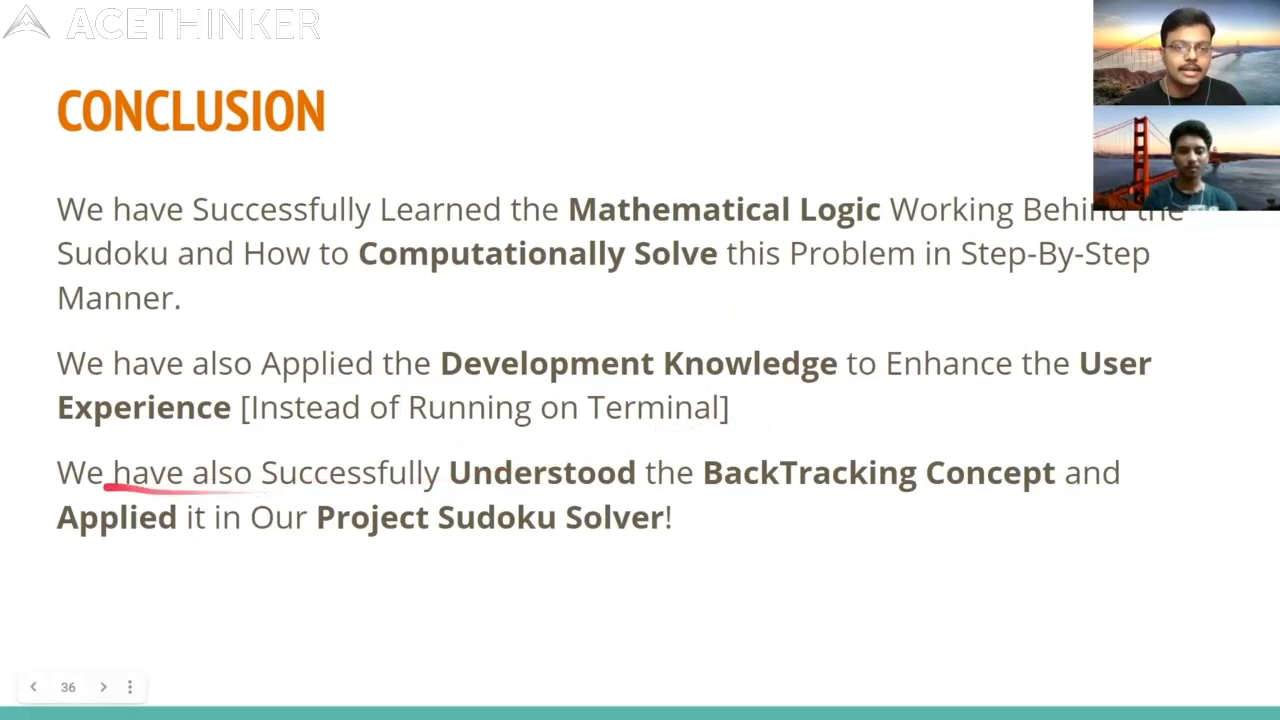 ACETHINKER
CONCLUSION
We have Successfully Learned the Mathematical Logic Working Behind the
Sudoku and How to Computationally Solve this Problem in Step-By-Step
Manner.
We have also Applied the Development Knowledge to Enhance the User
Experience [Instead of Running on Terminal]
We have also Successfully Understood the BackTracking Concept and
Applied it in Our Project Sudoku Solver!
36